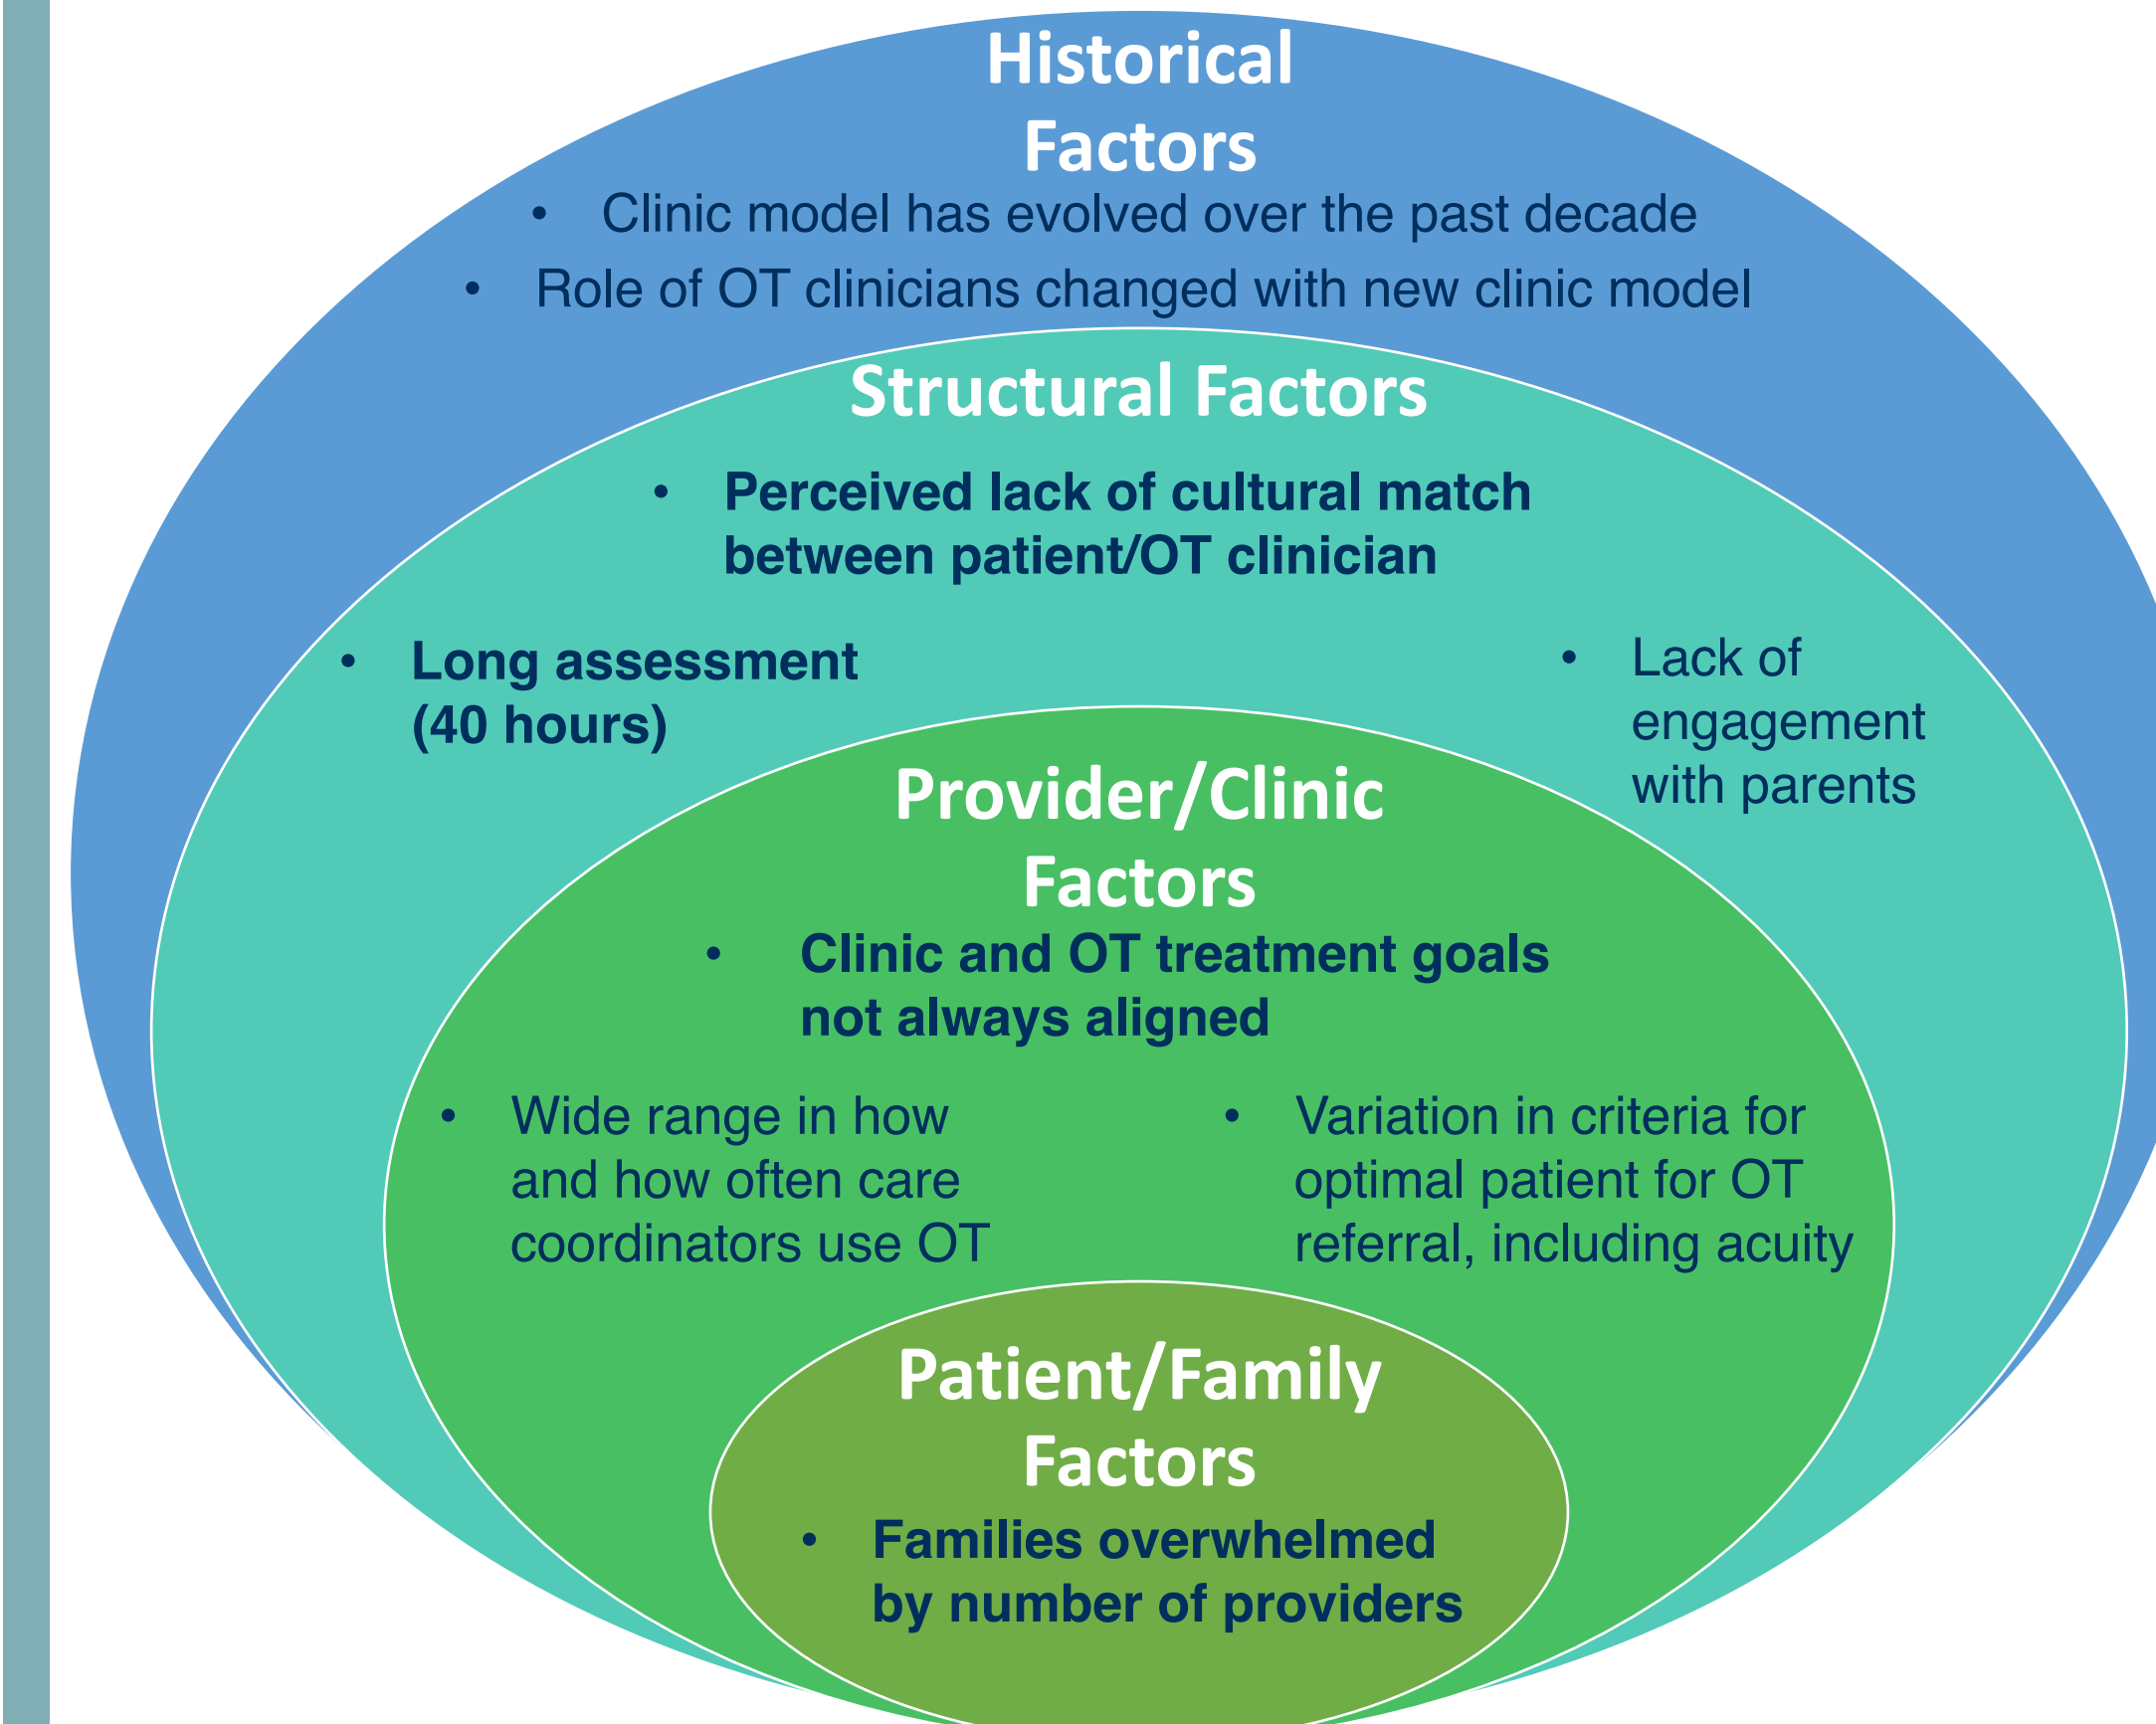 Historical
Factors
• Clinic model has evolved over the past decade
• Role of OT clinicians changed with new clinic model
Structural Factors
• Perceived lack of cultural match
between patient/OT clinician
• Long assessment
(40 hours)
• Lack of
engagement
with parents
Provider/Clinic
Factors
• Clinic and OT treatment goals
not always aligned
• Wide range in how
and how often care
coordinators use OT
• Variation in criteria for
optimal patient for OT
referral, including acuity
Patient/Family
Factors
• Families overwhelmed
by number of providers